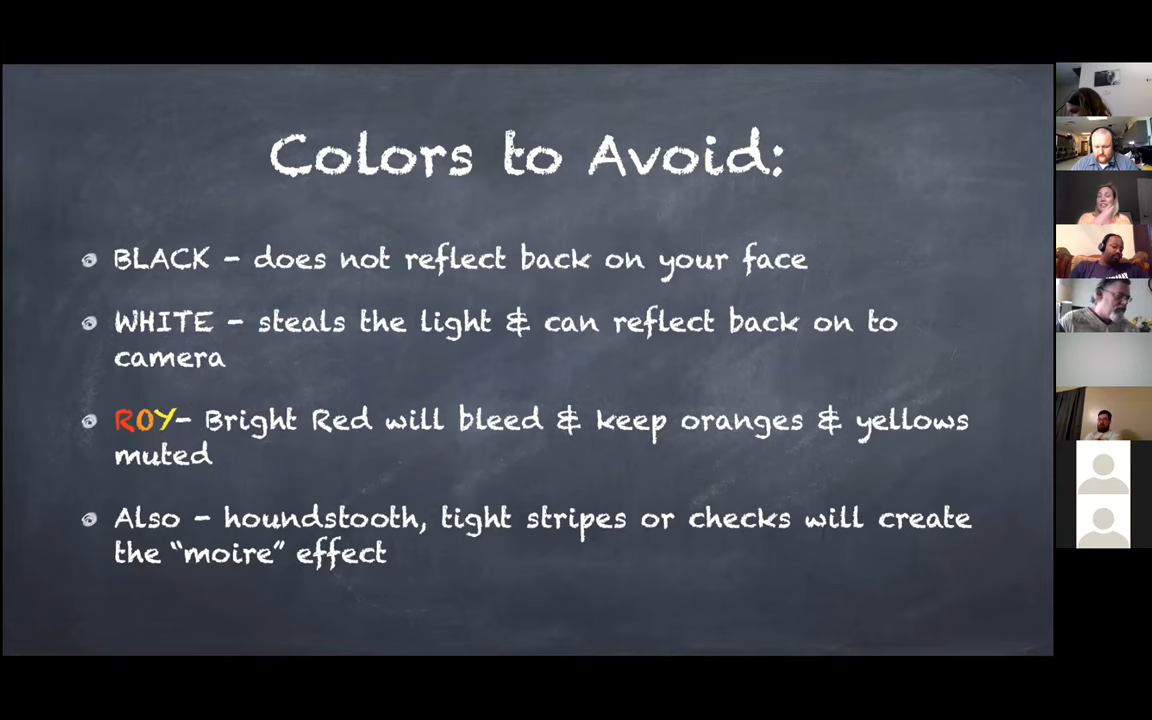 Colors to Avoid:
BLACK - does not reflect back on your face
WHITE - steals the light & can reflect back on to
camera
ROY- Bright Red will bleed & keep oranges & yellows
muted
Also - houndstooth, tight stripes or checks will create
the “moire” effect